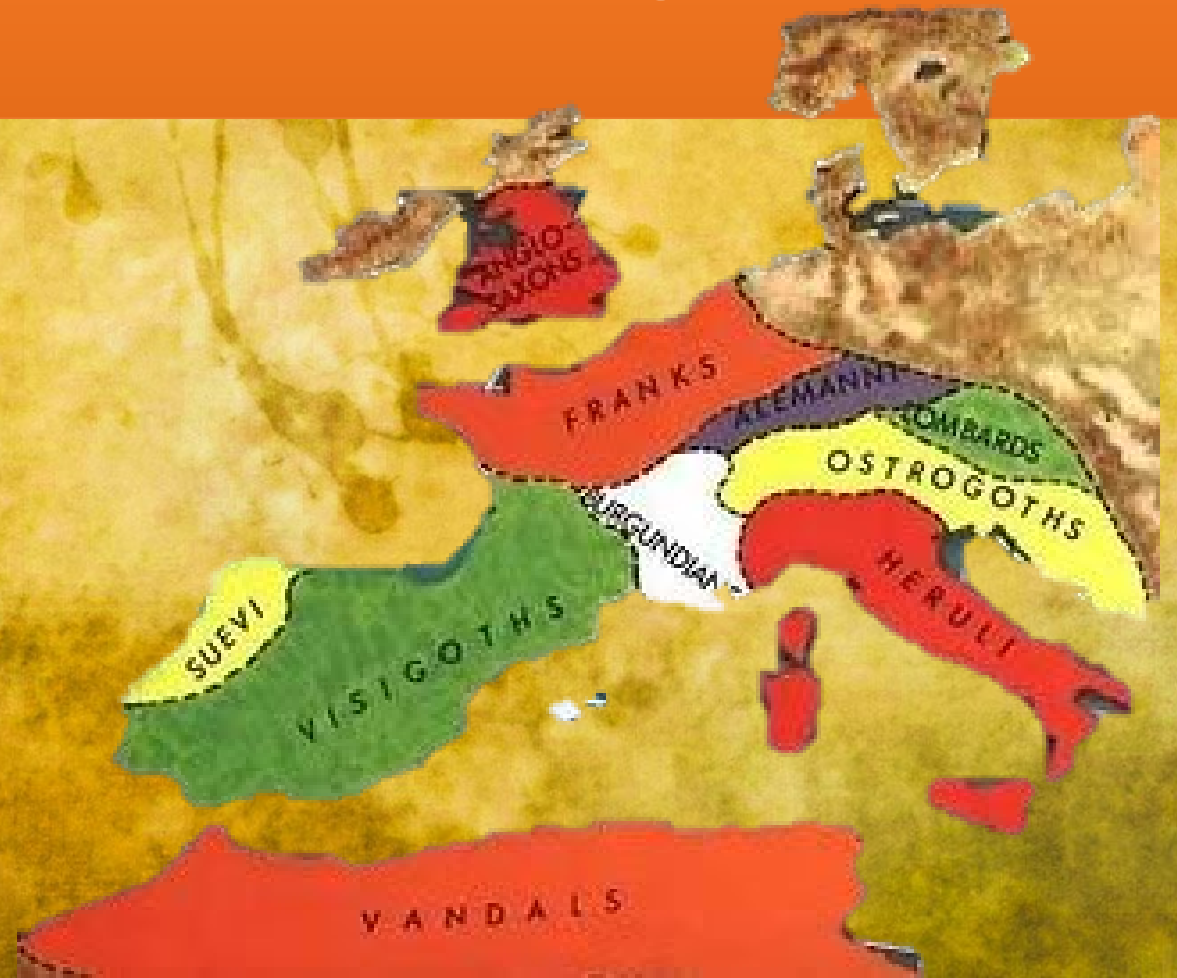 ANGLO-
SAXONS
FRANKS
ALEMANNI
LOMBARDS
OSTROGOTHS
BURGUNDIAN
HERULI
SUEVI
VISIGOTHS
VANDALS